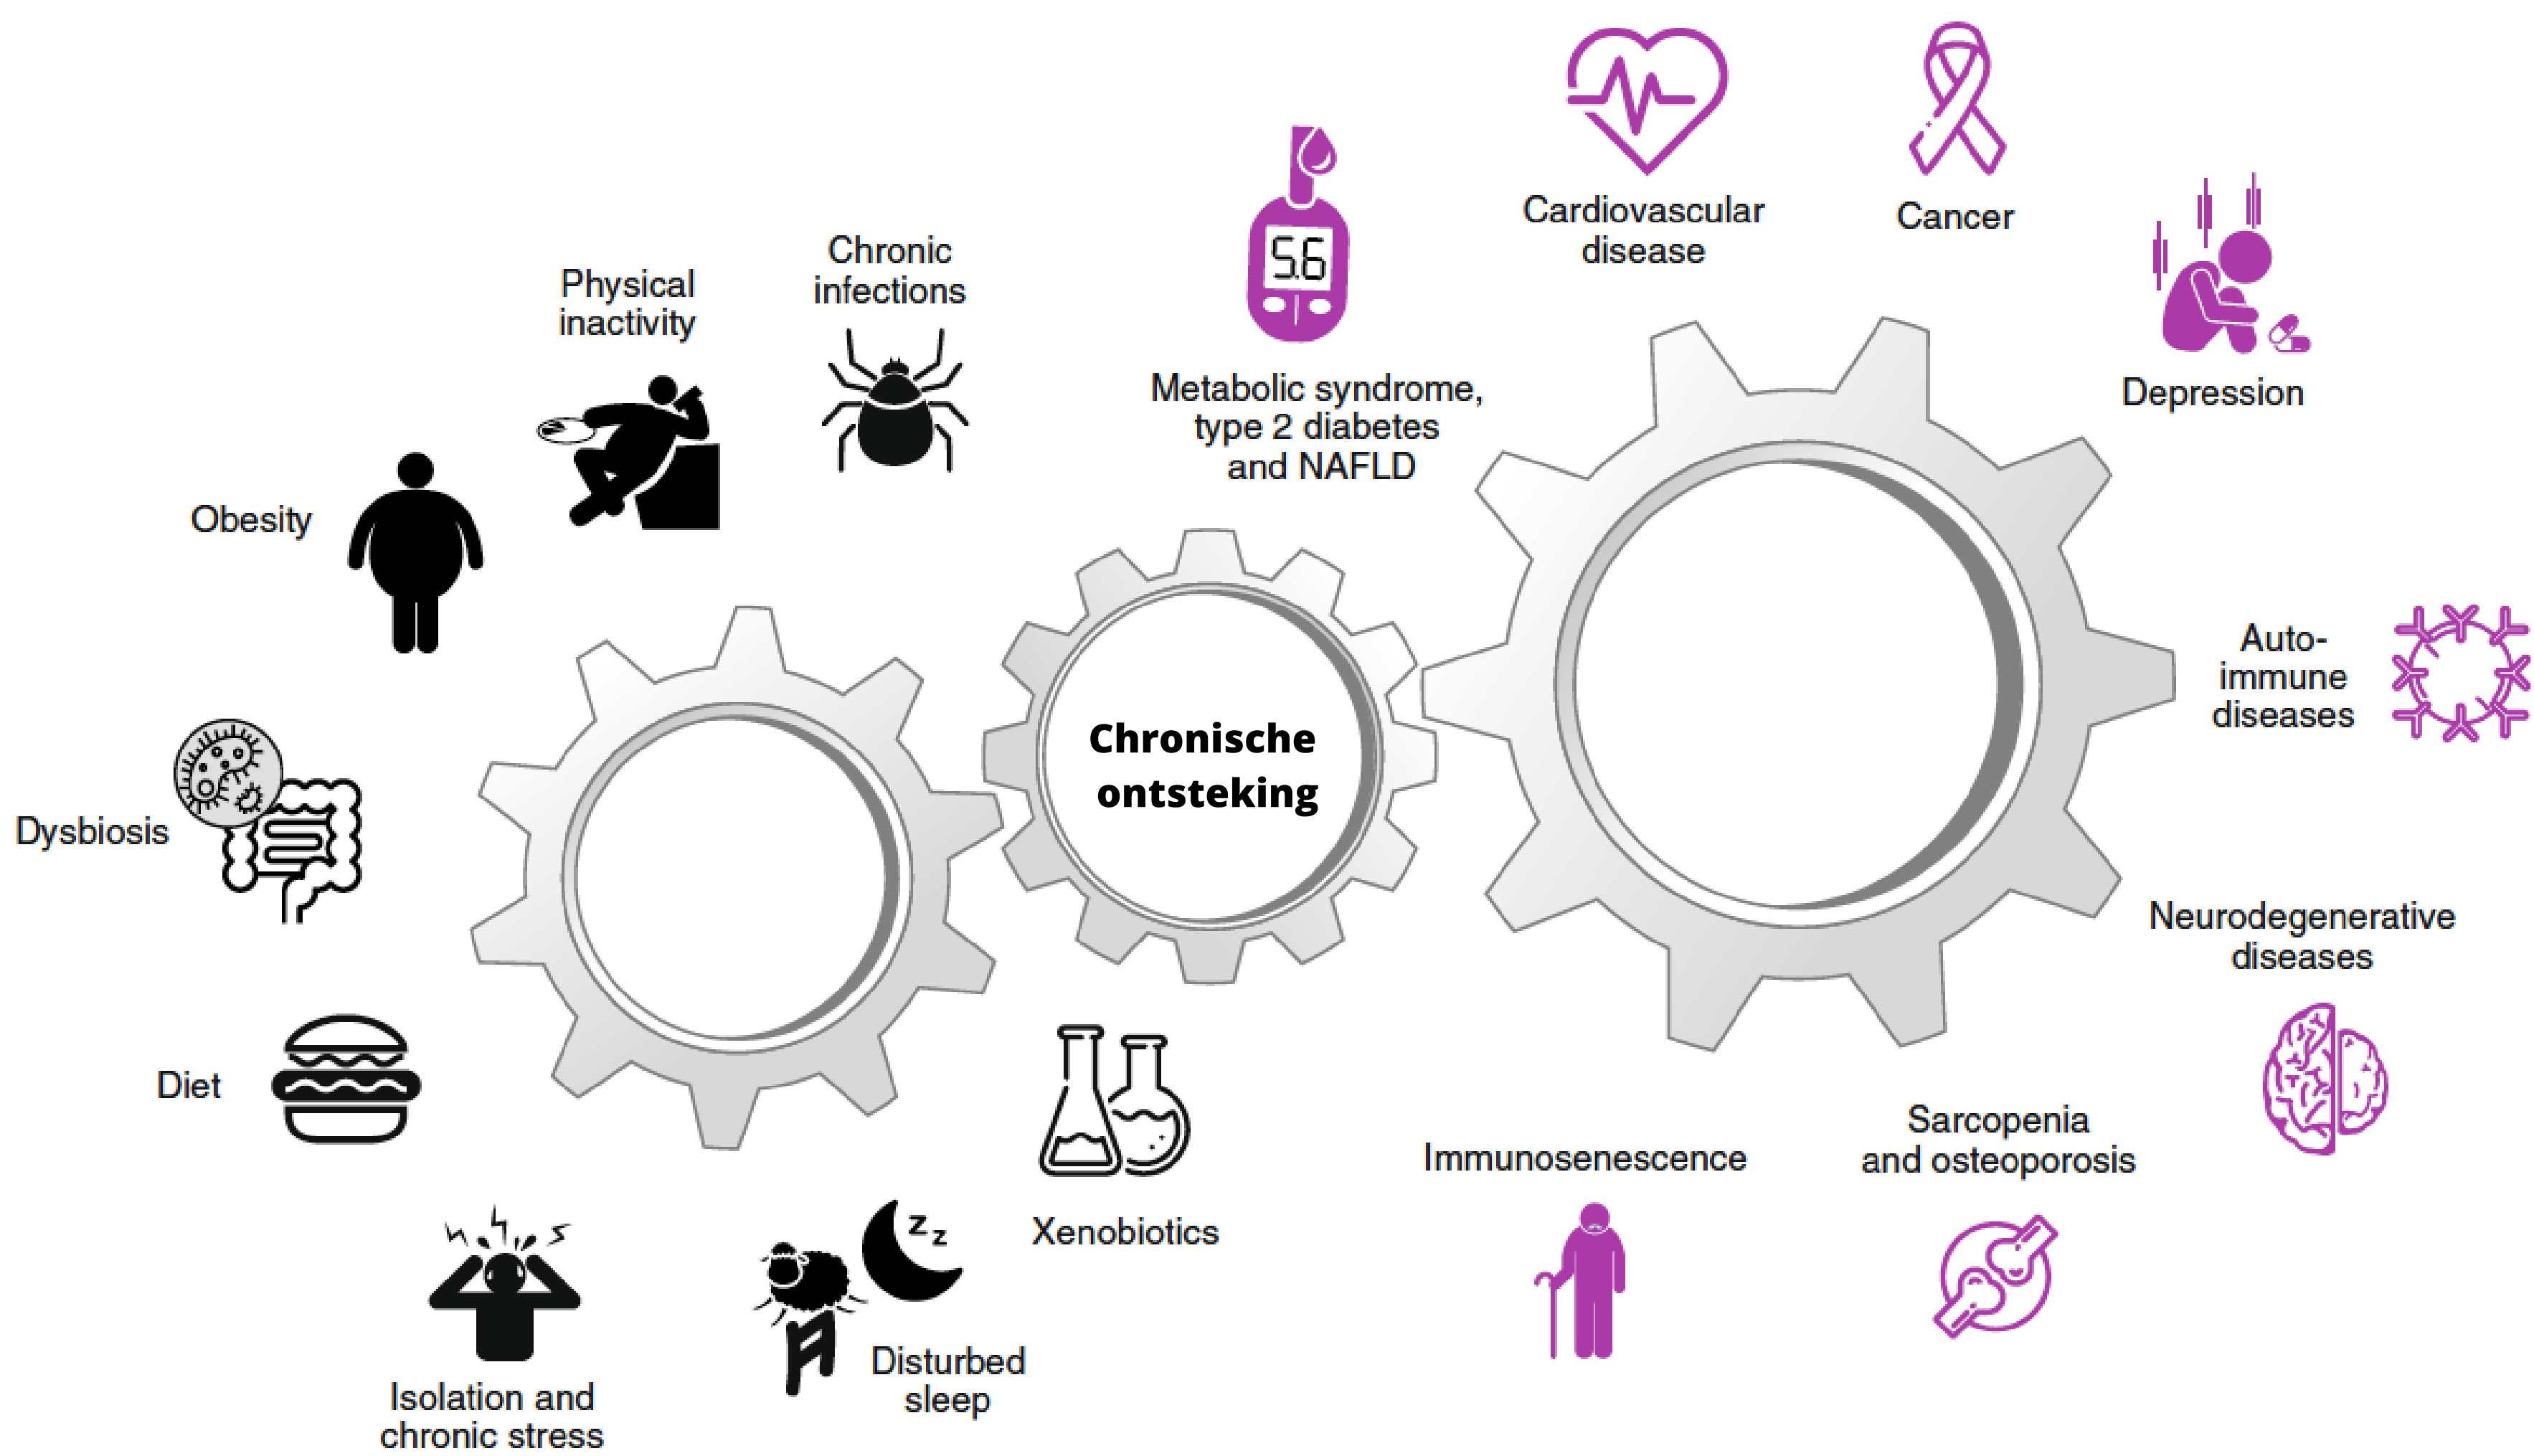 Cardiovascular
disease
Cancer
5.6
Depression
Chronic
infections
Physical
inactivity
Metabolic syndrome,
type 2 diabetes
and NAFLD
Obesity
Auto-
immune
diseases
Chronische
ontsteking
Dysbiosis
Neurodegenerative
diseases
Diet
Sarcopenia
and osteoporosis
Immunosenescence
Xenobiotics
z z
Disturbed
sleep
Isolation and
chronic stress